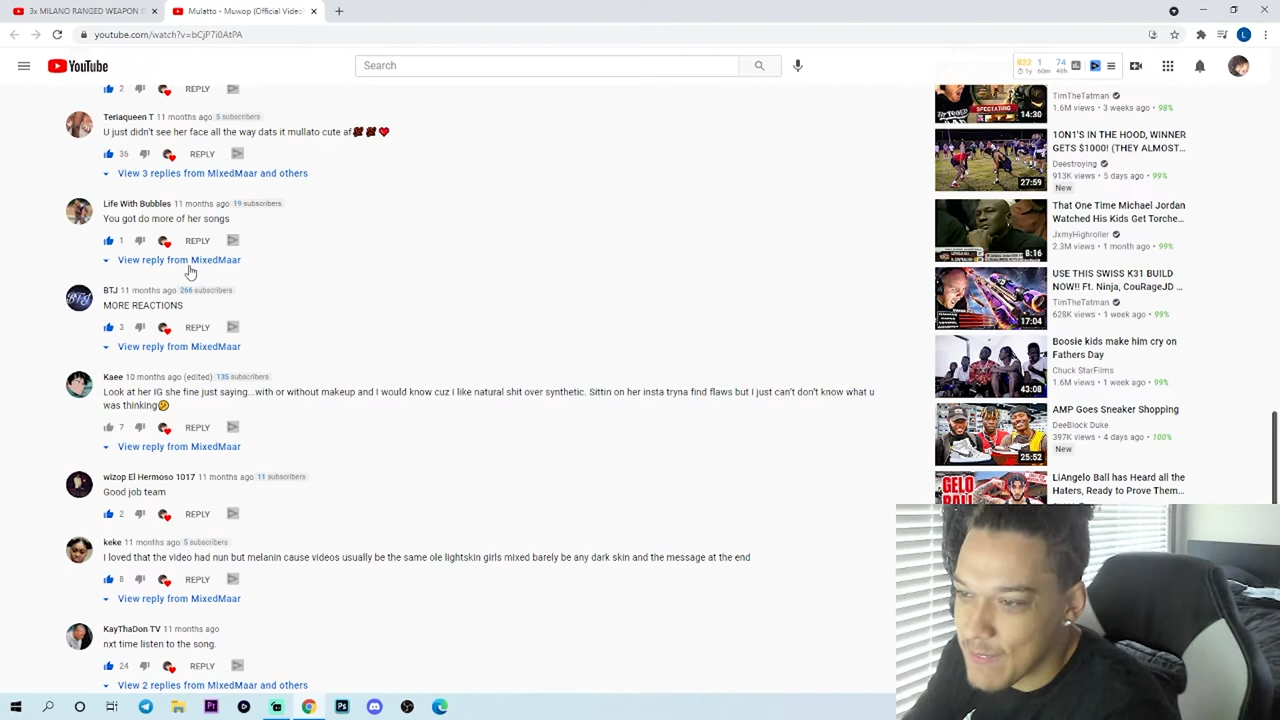 3x MILANO RANGED WEAPON
Mulatto - Muwop (Official Video)
youtube.com/watch?v=bCjP7i0AtPA
YouTube
Search
822 1 74
1y 60m 48h
2 REPLY
Teriaqueen T 11 months ago 5 subscribers
U just didn't see her face all the way dats it mullato cute af
36 REPLY
View 3 replies from MixedMaar and others
Life With Bubbles 11 months ago 19 subscribers
You got do more of her songs
1 REPLY
View reply from MixedMaar
BTJ 11 months ago 266 subscribers
MORE REACTIONS
3 REPLY
View reply from MixedMaar
Kaee 10 months ago (edited) 135 subscribers
Look at her IG she fine just saying...with or without makeup and I would know cuz I like natural shit over synthetic. Sittin on her insta tryna find flaws but I just can't don't know what u
was thinking
7 REPLY
View reply from MixedMaar
wizop El Hermoso 1017 11 months ago 11 subscribers
Good job team
2 REPLY
keke 11 months ago 5 subscribers
I loved that the video had nun but melanin cause videos usually be the same ole lightskin girls mixed barely be any dark skin and the message at the end
8 REPLY
View reply from MixedMaar
KayThaDon TV 11 months ago
nxt time listen to the song.
24 REPLY
View 2 replies from MixedMaar and others
SPECTATING
14:30
TimTheTatman
1.6M views • 3 weeks ago • 98%
27:59
1ON1'S IN THE HOOD, WINNER
GETS $1000! (THEY ALMOST...
Deestroying
913K views • 5 days ago • 99%
New
8:16
That One Time Michael Jordan
Watched His Kids Get Torche...
JxmyHighroller
2.3M views • 1 month ago • 99%
17:04
USE THIS SWISS K31 BUILD
NOW!! Ft. Ninja, CouRageJD ...
TimTheTatman
628K views • 1 week ago • 99%
43:08
Boosie kids make him cry on
Fathers Day
Chuck StarFilms
1.6M views • 1 week ago • 99%
25:52
AMP Goes Sneaker Shopping
DeeBlock Duke
397K views • 4 days ago • 100%
New
GELO
BALL
LiAngelo Ball has Heard all the
Haters, Ready to Prove Them...